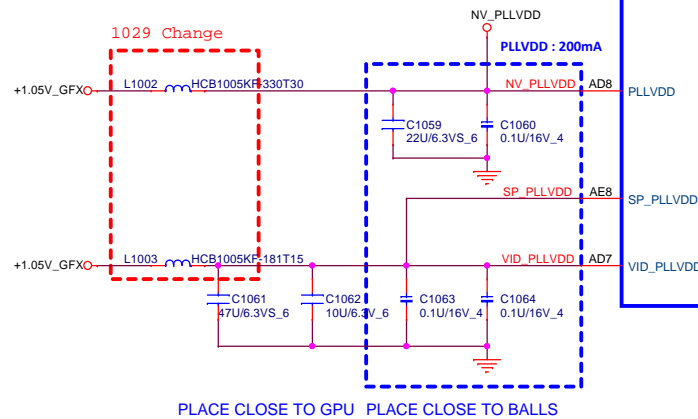 NV_PLLVDD
1029 Change
PLLVDD : 200mA
+1.05V_GFX
L1002
HCB1005KF-330T30
NV_PLLVDD
AD8
PLLVDD
C1059
22U/6.3VS_6
C1060
0.1U/16V_4
SP_PLLVDD
AE8
SP_PLLVDD
+1.05V_GFX
L1003
HCB1005KF-181T15
VID_PLLVDD
AD7
VID_PLLVDD
C1061
47U/6.3VS_6
C1062
10U/6.3V_6
C1063
0.1U/16V_4
C1064
0.1U/16V_4
PLACE CLOSE TO GPU
PLACE CLOSE TO BALLS